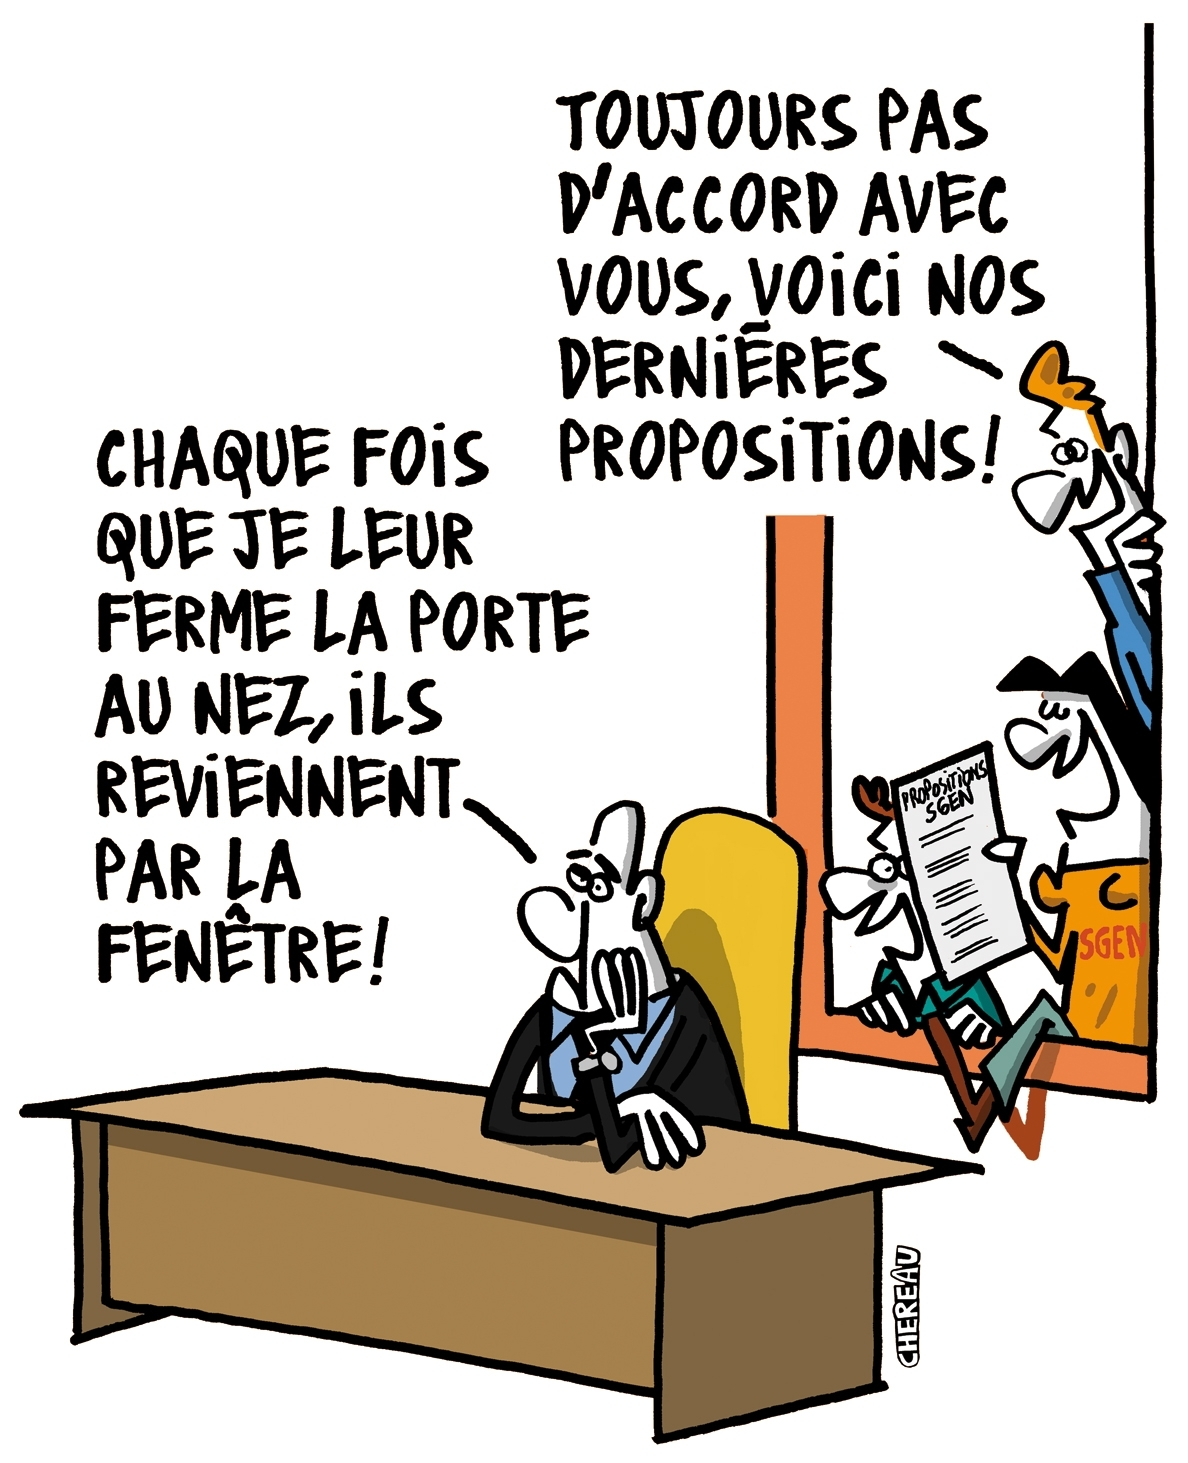 TOUJOURS PAS
D'ACCORD AVEC
VOUS, VOiCi NOS
DERNiÈRES
PROPOSiTiONS!
CHAQUE FOiS
QUE JE LEUR
FERME LA PORTE
AU NEZ, iLS
REViENNENT
PAR LA
FENÊTRE!
PROPOSiTiONS
SGEN
SGEN
CHEREAU